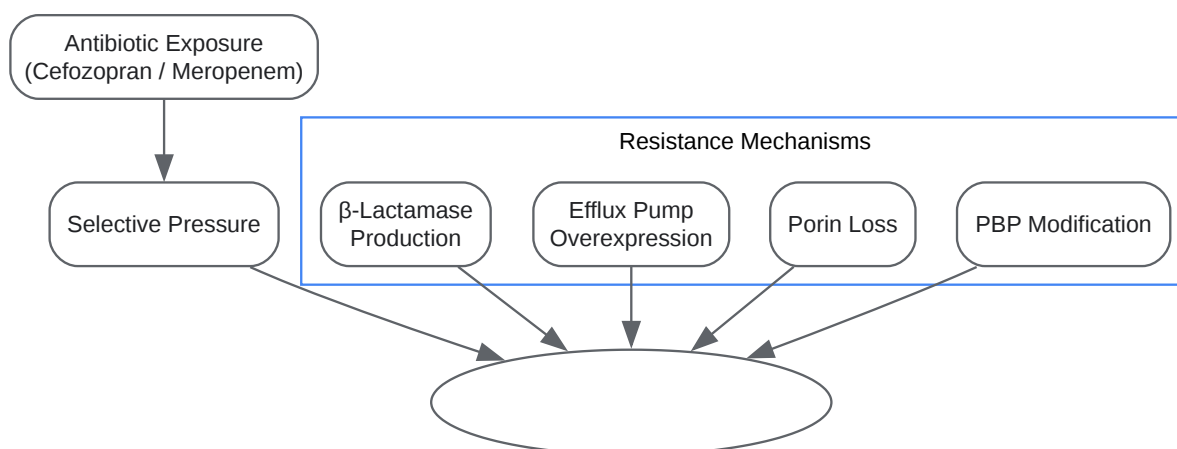 Antibiotic Exposure
(Cefozopran / Meropenem)
Resistance Mechanisms
Selective Pressure
β-Lactamase
Production
Efflux Pump
Overexpression
Porin Loss
PBP Modification